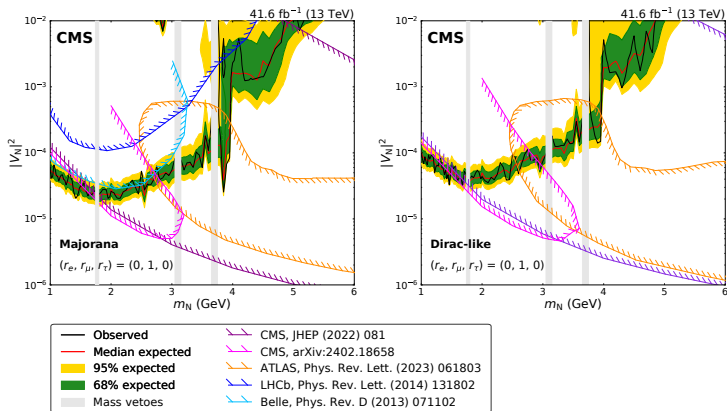 41.6 fb⁻¹ (13 TeV)
CMS
|V_N|²
10⁻²
10⁻³
10⁻⁴
10⁻⁵
10⁻⁶
Majorana
(r_e, r_μ, r_τ) = (0, 1, 0)
1 2 3 4 5 6
m_N (GeV)
41.6 fb⁻¹ (13 TeV)
CMS
|V_N|²
10⁻²
10⁻³
10⁻⁴
10⁻⁵
10⁻⁶
Dirac-like
(r_e, r_μ, r_τ) = (0, 1, 0)
1 2 3 4 5 6
m_N (GeV)
Observed
Median expected
95% expected
68% expected
Mass vetoes
CMS, JHEP (2022) 081
CMS, arXiv:2402.18658
ATLAS, Phys. Rev. Lett. (2023) 061803
LHCb, Phys. Rev. Lett. (2014) 131802
Belle, Phys. Rev. D (2013) 071102